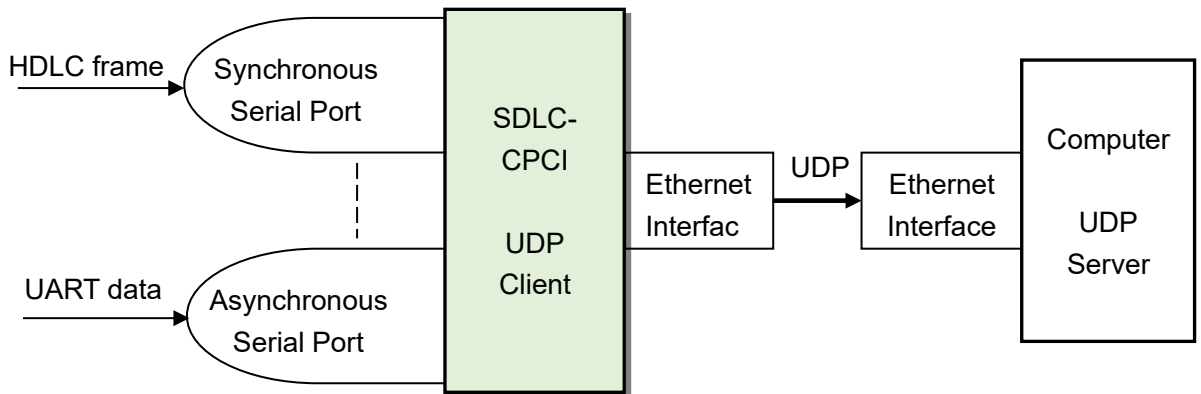 HDLC frame
Synchronous
Serial Port
UART data
Asynchronous
Serial Port
SDLC-
CPCI
UDP
Client
Ethernet
Interfac
UDP
Ethernet
Interface
Computer
UDP
Server